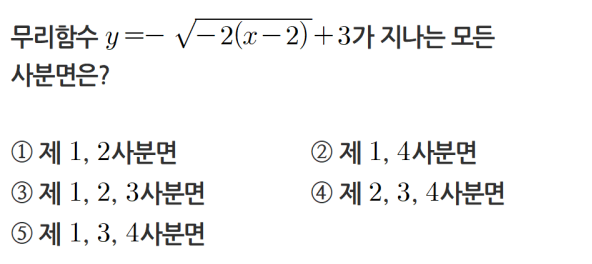 무리함수 y=− √−2(x−2)+3가 지나는 모든
사분면은?
① 제 1, 2사분면 ② 제 1, 4사분면
③ 제 1, 2, 3사분면 ④ 제 2, 3, 4사분면
⑤ 제 1, 3, 4사분면